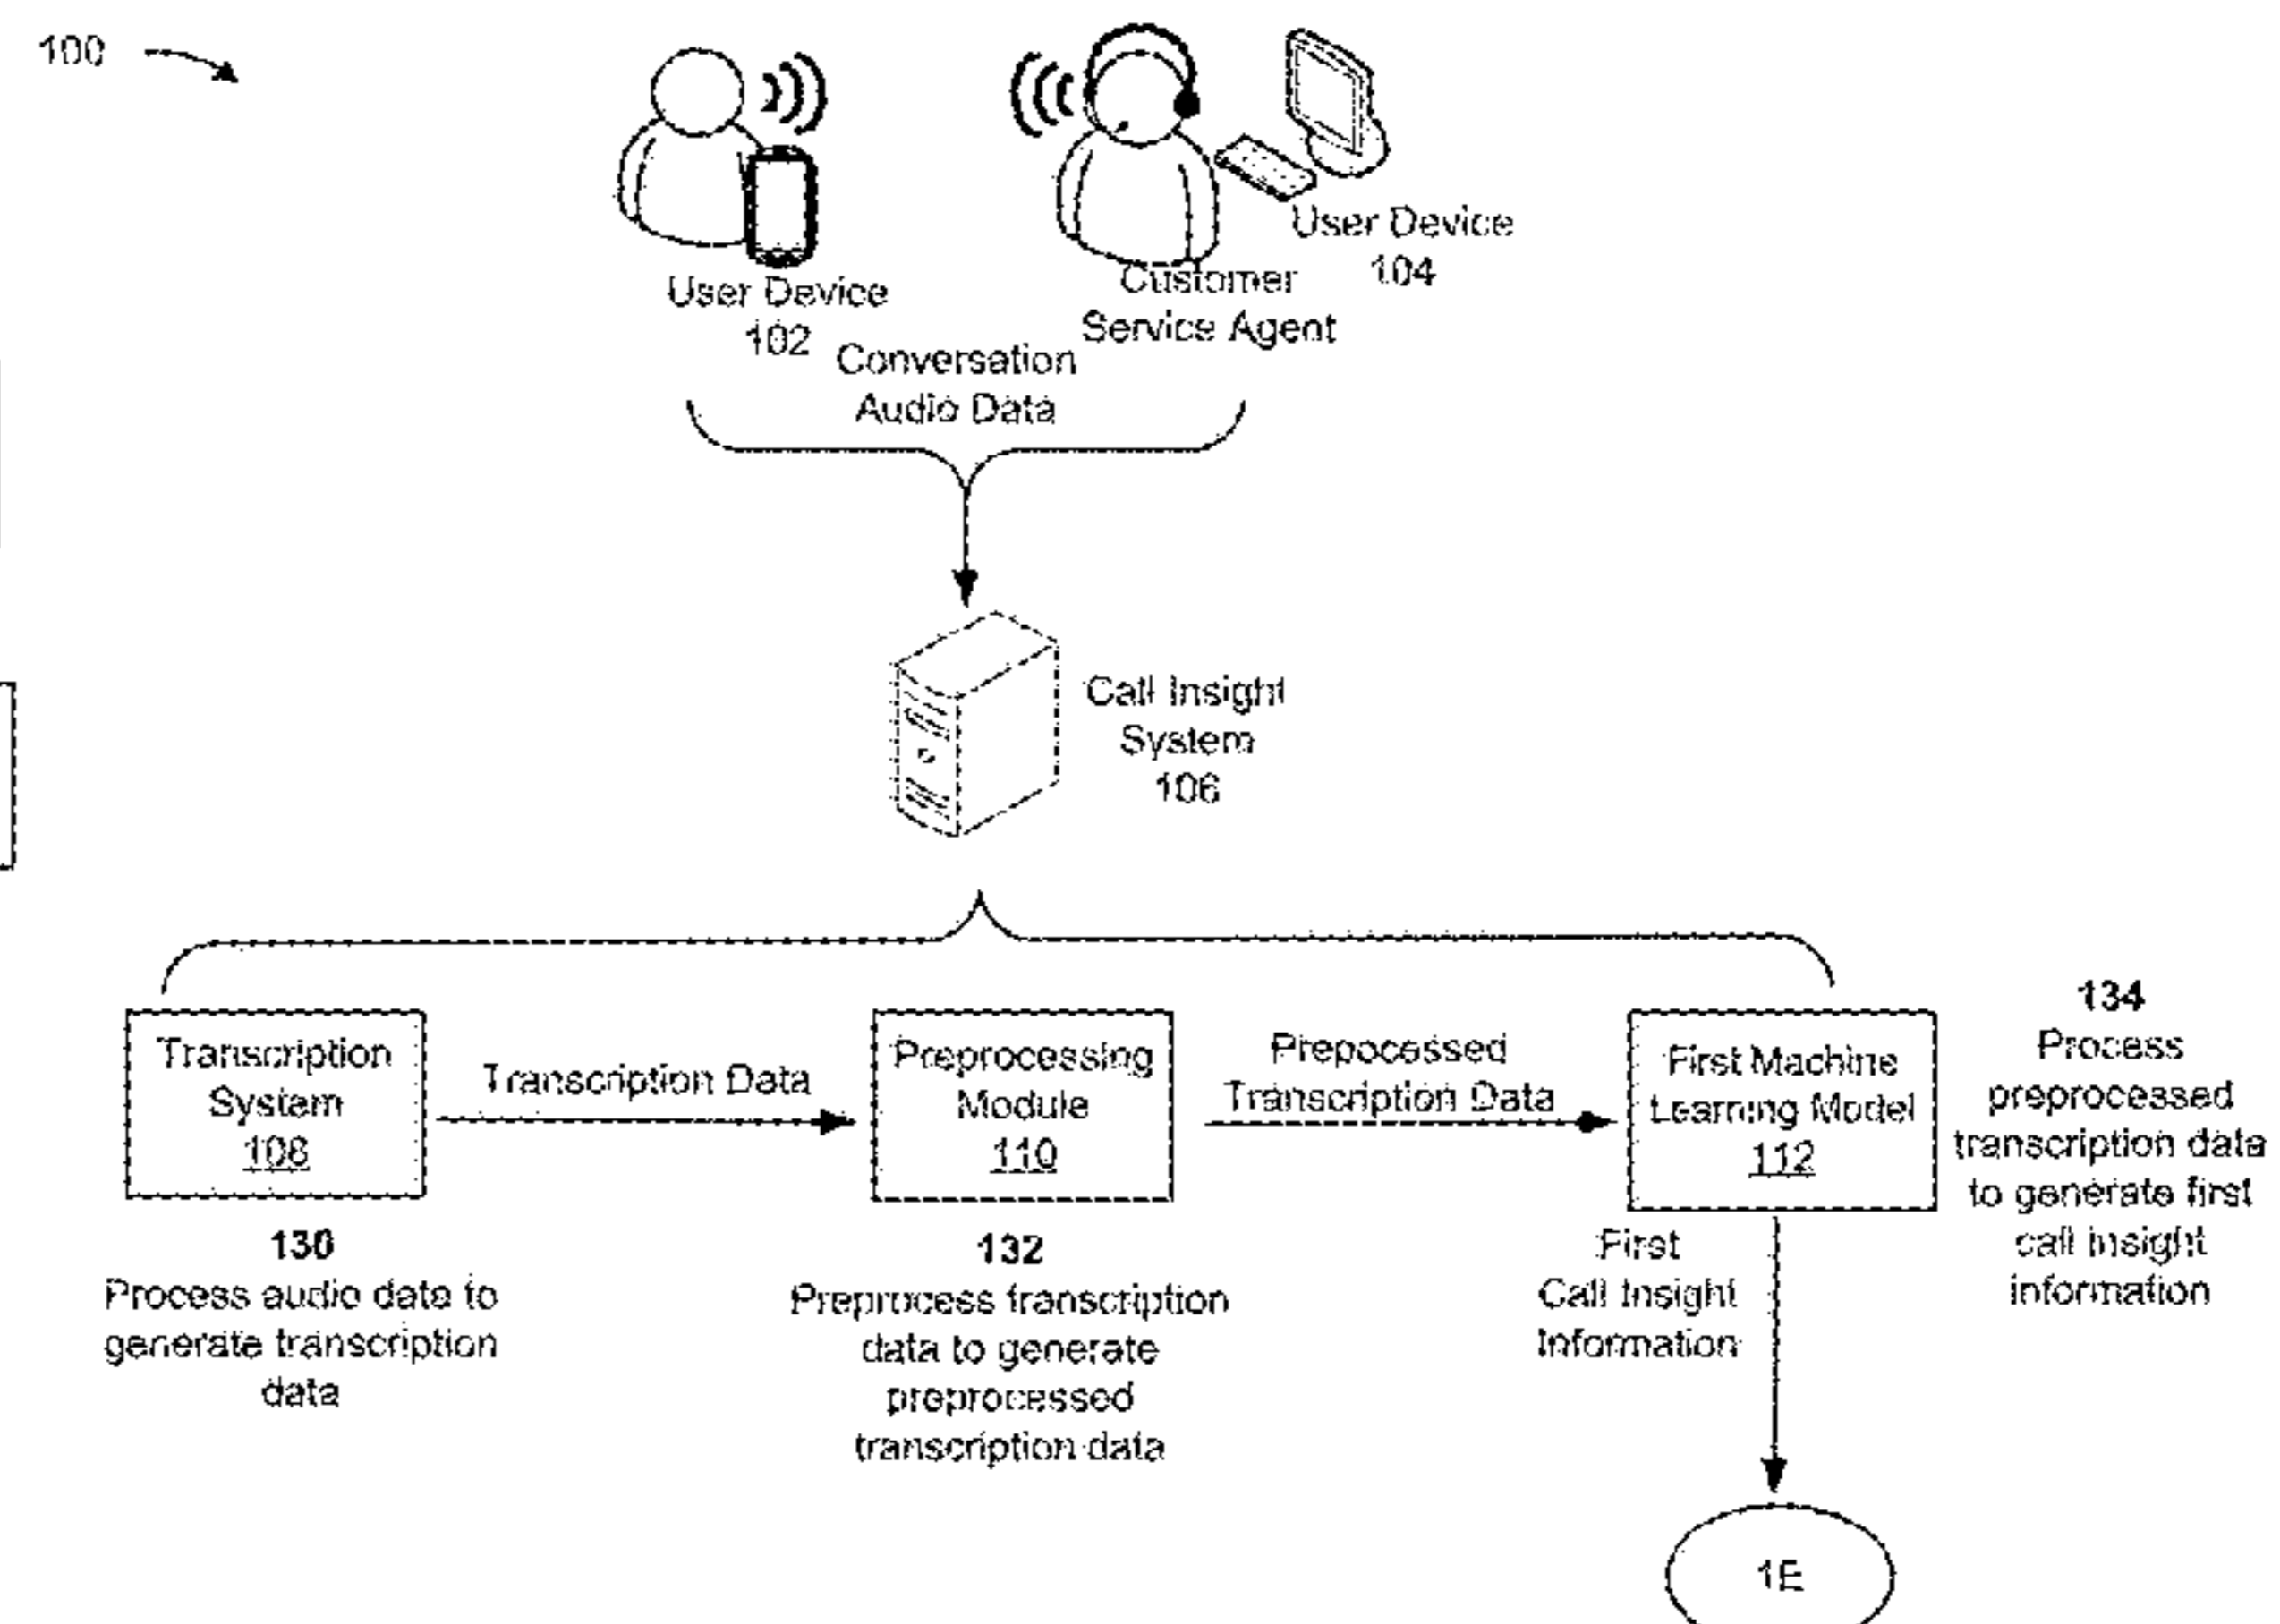 100
User Device
104
User Device
102
Customer
Service Agent
Conversation
Audio Data
Call Insight
System
106
Transcription
System
108
Transcription Data
Preprocessing
Module
110
Prepocessed
Transcription Data
First Machine
Learning Model
112
134
Process
preprocessed
transcription data
to generate first
call insight
information
130
Process audio data to
generate transcription
data
132
Preprocess transcription
data to generate
preprocessed
transcription data
First
Call Insight
Information
1E